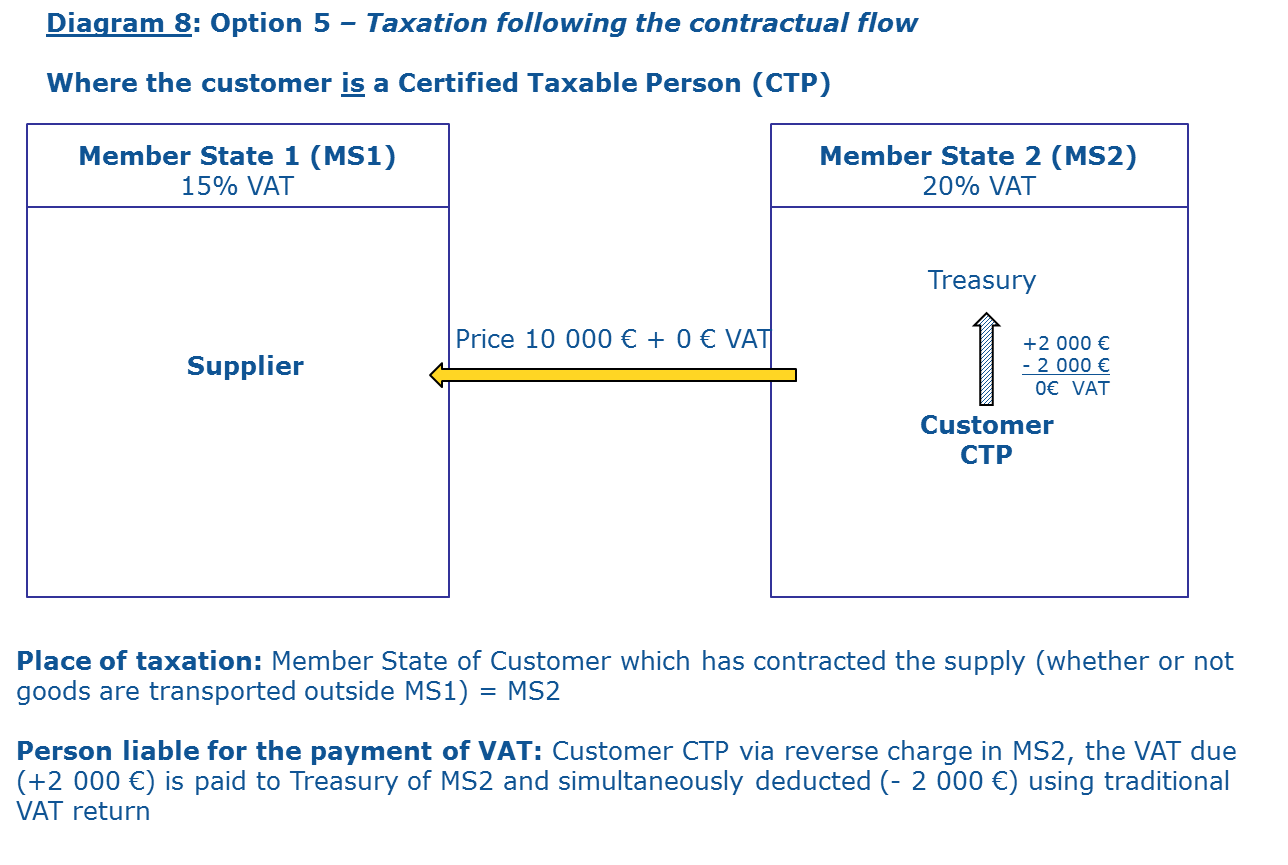 Diagram 8: Option 5 – Taxation following the contractual flow
Where the customer is a Certified Taxable Person (CTP)
Member State 1 (MS1)
15% VAT
Supplier
Price 10 000 € + 0 € VAT
Member State 2 (MS2)
20% VAT
Treasury
+2 000 €
- 2 000 €
0€ VAT
Customer
CTP
Place of taxation: Member State of Customer which has contracted the supply (whether or not
goods are transported outside MS1) = MS2
Person liable for the payment of VAT: Customer CTP via reverse charge in MS2, the VAT due
(+2 000 €) is paid to Treasury of MS2 and simultaneously deducted (- 2 000 €) using traditional
VAT return